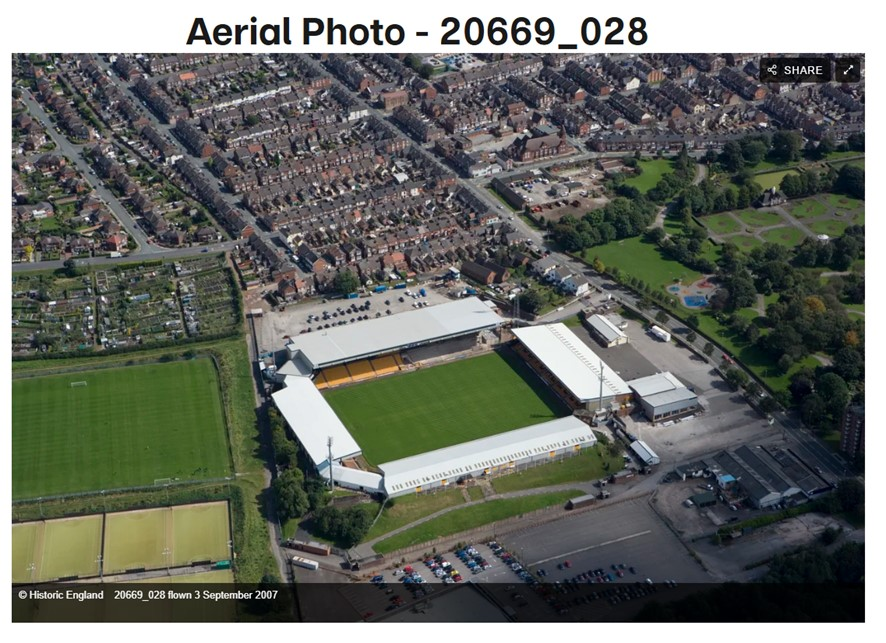 Aerial Photo - 20669_028
SHARE
© Historic England 20669_028 flown 3 September 2007